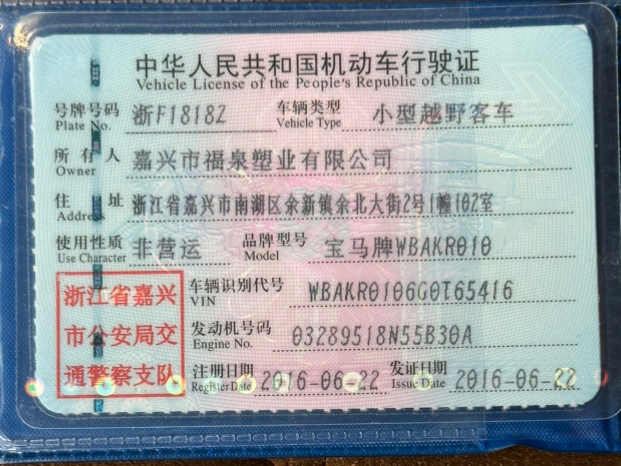 中华人民共和国机动车行驶证
Vehicle License of the People's Republic of China
号牌号码 浙F1818Z 车辆类型 小型越野客车
Plate No. Vehicle Type
所有人 嘉兴市福泉塑业有限公司
Owner
住址 浙江省嘉兴市南湖区余新镇余北大街2号1幢102室
Address
使用性质 非营运 品牌型号 宝马牌WBAKR010
Use Character Model
浙江省嘉兴
市公安局交
通警察支队
车辆识别代号 WBAKR0106G0T65416
VIN
发动机号码 03289518N55B30A
Engine No.
注册日期 2016-06-22 发证日期 2016-06-22
Register Date Issue Date